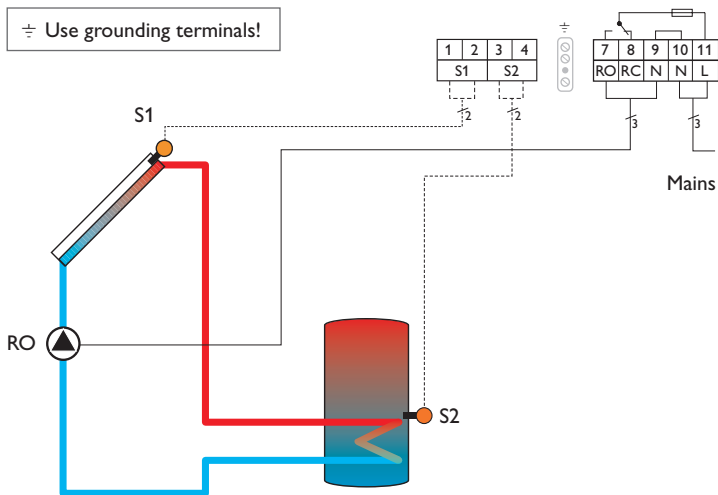 ⏚ Use grounding terminals!
1 2 3 4
S1 S2
2 2
7 8 9 10 11
RO RC N N L
3 3
Mains
S1
RO
S2